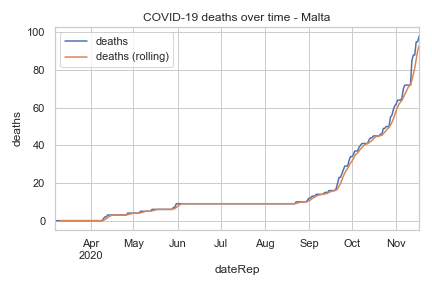 COVID-19 deaths over time - Malta
deaths
deaths (rolling)
100
80
60
40
20
0
deaths
Apr May Jun Jul Aug Sep Oct Nov
2020
dateRep